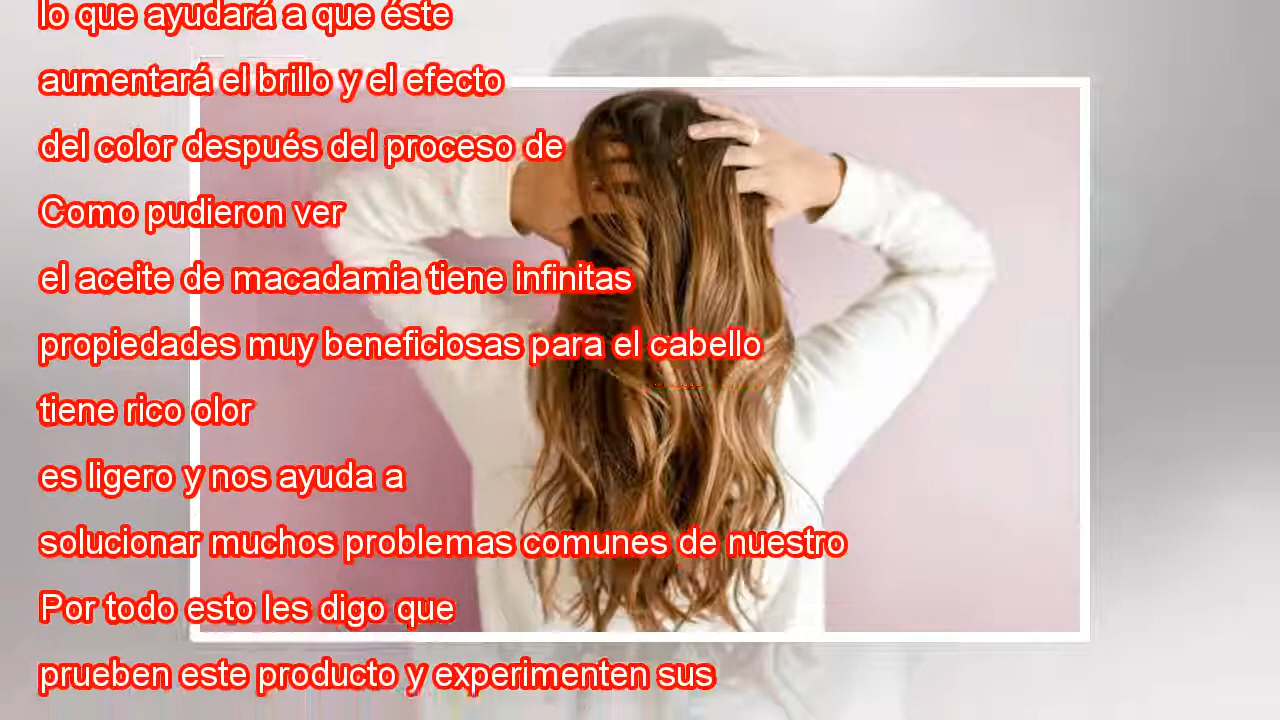 lo que ayudará a que éste
aumentará el brillo y el efecto
del color después del proceso de
Como pudieron ver
el aceite de macadamia tiene infinitas
propiedades muy beneficiosas para el cabello
tiene rico olor
es ligero y nos ayuda a
solucionar muchos problemas comunes de nuestro
Por todo esto les digo que
prueben este producto y experimenten sus